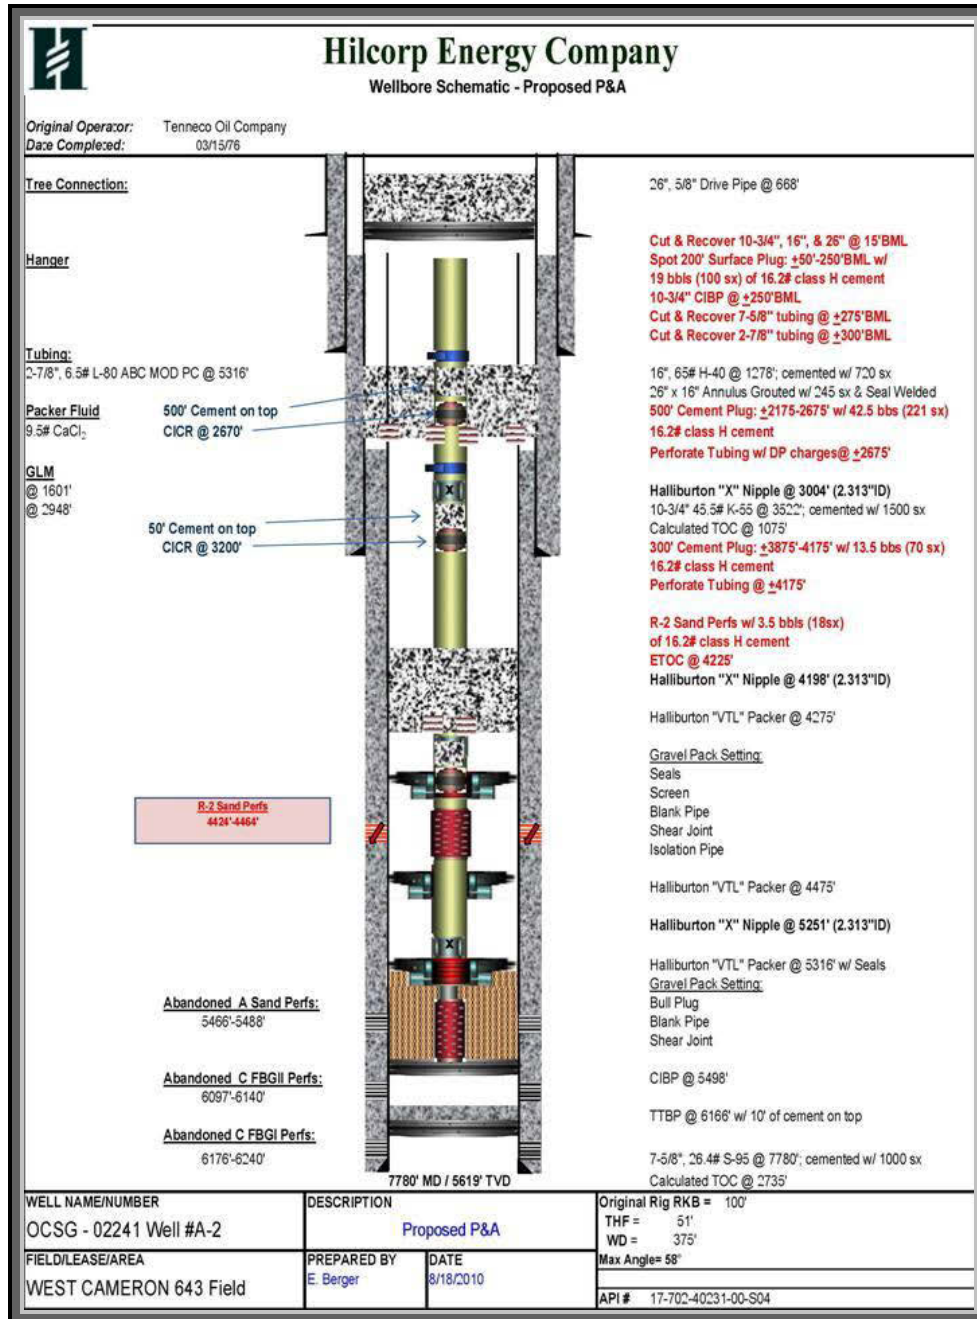 Hilcorp Energy Company
Wellbore Schematic - Proposed P&A
Original Operator: Tenneco Oil Company
Date Completed: 03/15/76
Tree Connection:
Hanger
Tubing:
2-7/8", 6.5# L-80 ABC MOD PC @ 5316'
Packer Fluid
9.5# CaCl₂
GLM
@ 1601'
@ 2948'
500' Cement on top
CICR @ 2670'
50' Cement on top
CICR @ 3200'
R-2 Sand Perfs
4424'-4464'
Abandoned A Sand Perfs:
5466'-5488'
Abandoned C FBGII Perfs:
6097'-6140'
Abandoned C FBGI Perfs:
6176'-6240'
X
X
7780' MD / 5619' TVD
26", 5/8" Drive Pipe @ 668'
Cut & Recover 10-3/4", 16", & 26" @ 15'BML
Spot 200' Surface Plug: ±50'-250'BML w/
19 bbls (100 sx) of 16.2# class H cement
10-3/4" CIBP @ ±250'BML
Cut & Recover 7-5/8" tubing @ ±275'BML
Cut & Recover 2-7/8" tubing @ ±300'BML
16", 65# H-40 @ 1278'; cemented w/ 720 sx
26" x 16" Annulus Grouted w/ 245 sx & Seal Welded
500' Cement Plug: ±2175-2675' w/ 42.5 bbs (221 sx)
16.2# class H cement
Perforate Tubing w/ DP charges@ ±2675'
Halliburton "X" Nipple @ 3004' (2.313"ID)
10-3/4" 45.5# K-55 @ 3522'; cemented w/ 1500 sx
Calculated TOC @ 1075'
300' Cement Plug: ±3875'-4175' w/ 13.5 bbs (70 sx)
16.2# class H cement
Perforate Tubing @ ±4175'
R-2 Sand Perfs w/ 3.5 bbls (18sx)
of 16.2# class H cement
ETOC @ 4225'
Halliburton "X" Nipple @ 4198' (2.313"ID)
Halliburton "VTL" Packer @ 4275'
Gravel Pack Setting:
Seals
Screen
Blank Pipe
Shear Joint
Isolation Pipe
Halliburton "VTL" Packer @ 4475'
Halliburton "X" Nipple @ 5251' (2.313"ID)
Halliburton "VTL" Packer @ 5316' w/ Seals
Gravel Pack Setting:
Bull Plug
Blank Pipe
Shear Joint
CIBP @ 5498'
TTBP @ 6166' w/ 10' of cement on top
7-5/8", 26.4# S-95 @ 7780'; cemented w/ 1000 sx
Calculated TOC @ 2735'
WELL NAME/NUMBER
OCSG - 02241 Well #A-2
DESCRIPTION
Proposed P&A
Original Rig RKB = 100'
THF = 51'
WD = 375'
Max Angle= 58°
FIELD/LEASE/AREA
WEST CAMERON 643 Field
PREPARED BY
E. Berger
DATE
8/18/2010
API # 17-702-40231-00-S04